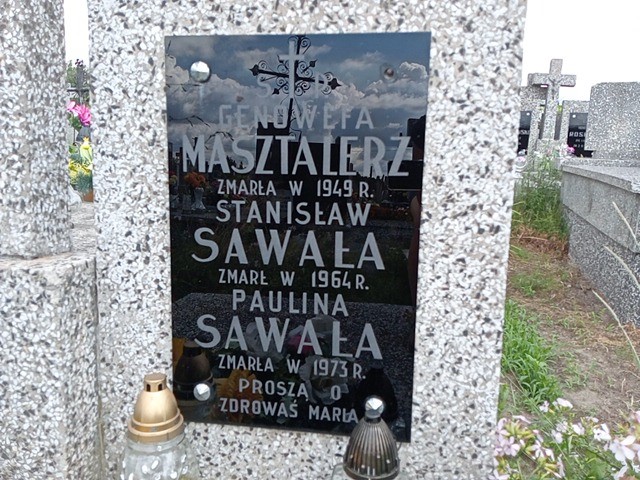 Ś.P.
GENOWEFA
MASZTALERZ
ZMARŁA W 1949 R.
STANISŁAW
SAWAŁA
ZMARŁ W 1964 R.
PAULINA
SAWAŁA
ZMARŁA W 1973 R.
PROSZĄ O
ZDROWAŚ MARIA